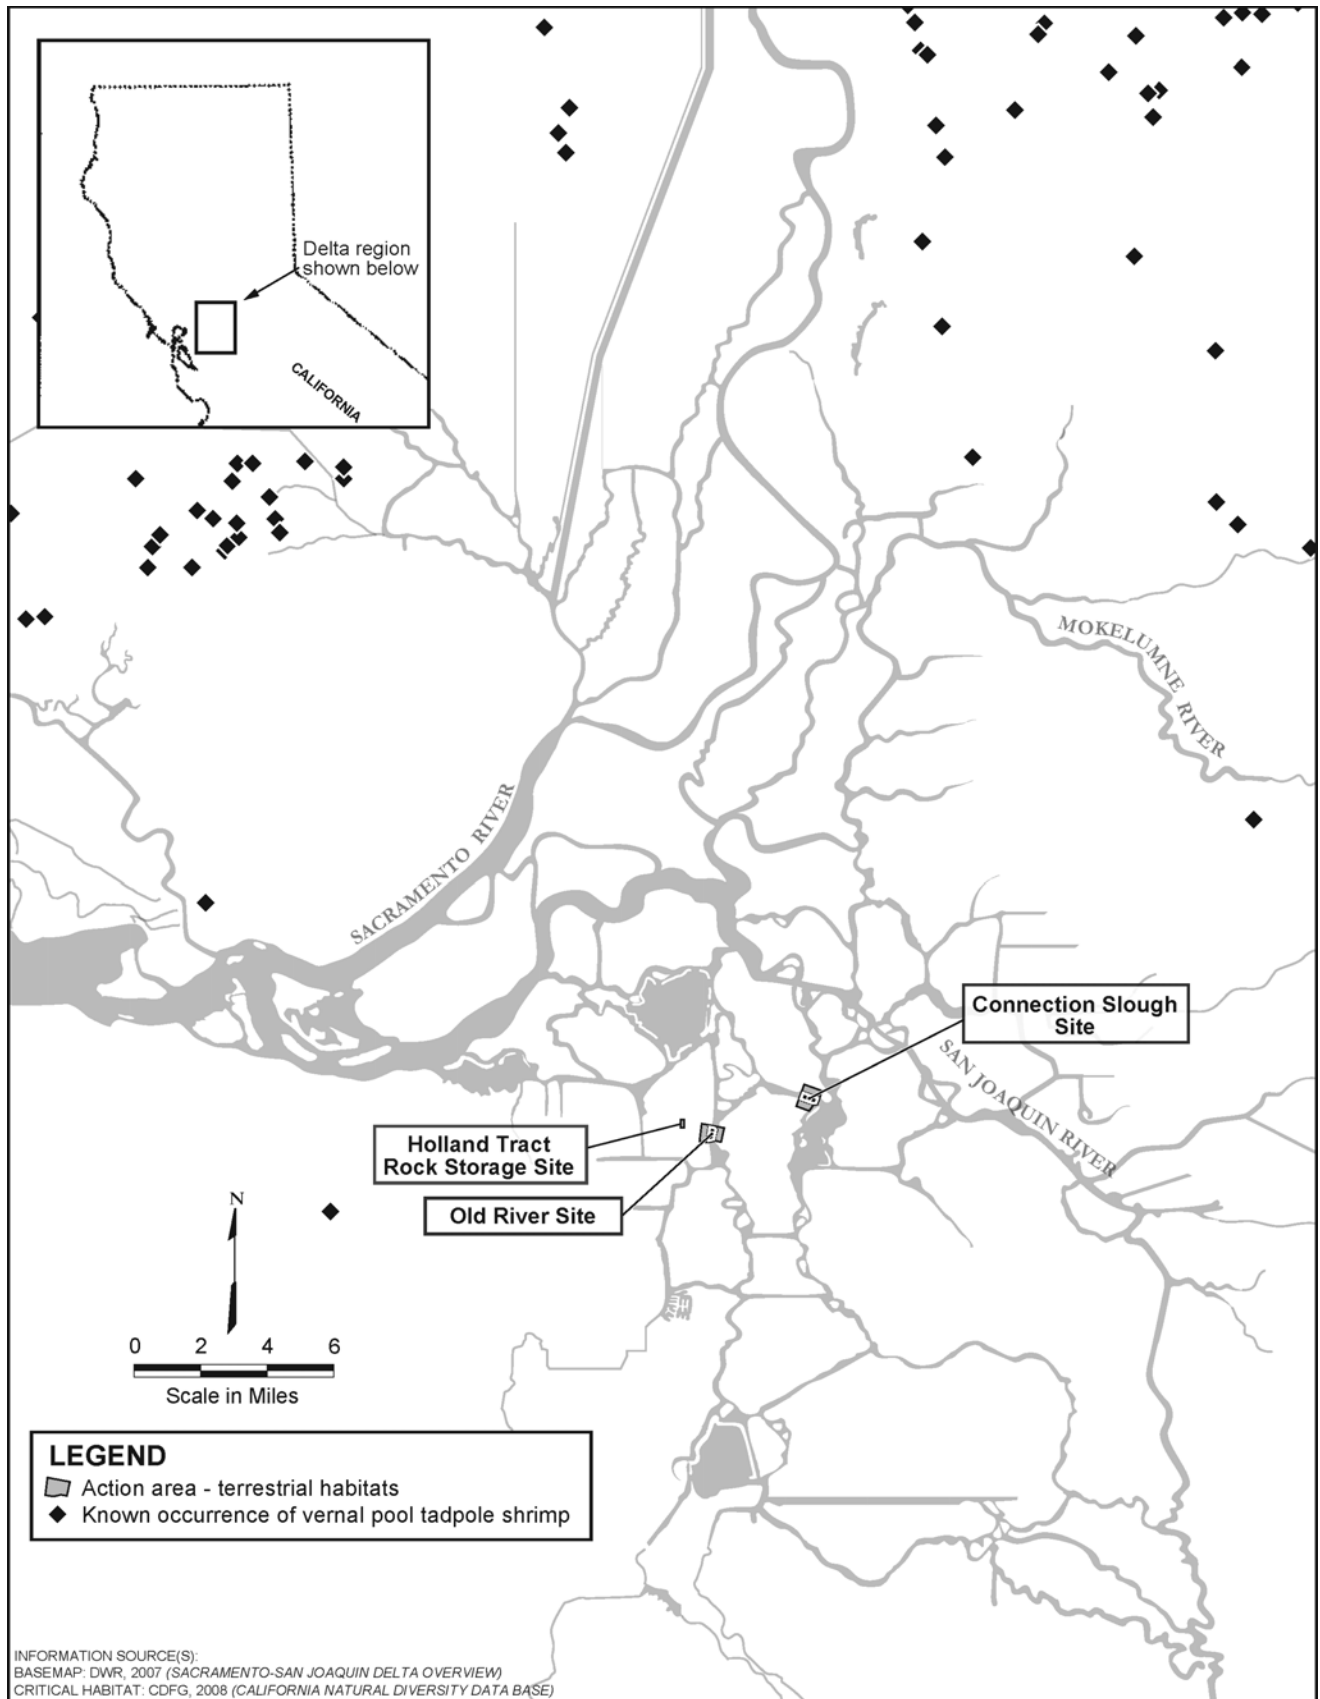 Delta region
shown below
CALIFORNIA
MOKELUMNE
RIVER
SACRAMENTO RIVER
Connection Slough
Site
SAN JOAQUIN RIVER
Holland Tract
Rock Storage Site
Old River Site
N
0 2 4 6
Scale in Miles
LEGEND
Action area - terrestrial habitats
Known occurrence of vernal pool tadpole shrimp
INFORMATION SOURCE(S):
BASEMAP: DWR, 2007 (SACRAMENTO-SAN JOAQUIN DELTA OVERVIEW)
CRITICAL HABITAT: CDFG, 2008 (CALIFORNIA NATURAL DIVERSITY DATA BASE)